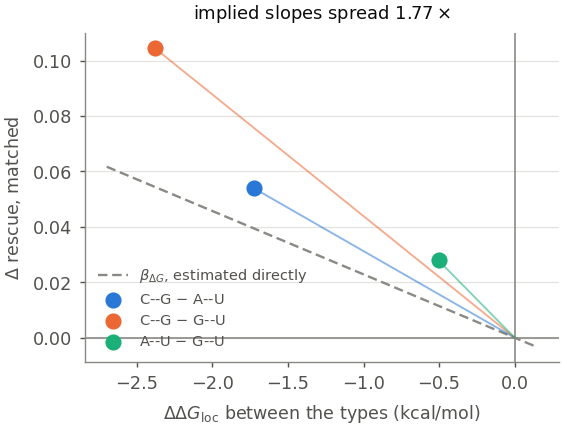 implied slopes spread 1.77 ×
Δ rescue, matched
0.10
0.08
0.06
0.04
0.02
0.00
β_ΔG, estimated directly
C--G − A--U
C--G − G--U
A--U − G--U
−2.5 −2.0 −1.5 −1.0 −0.5 0.0
ΔΔG_loc between the types (kcal/mol)